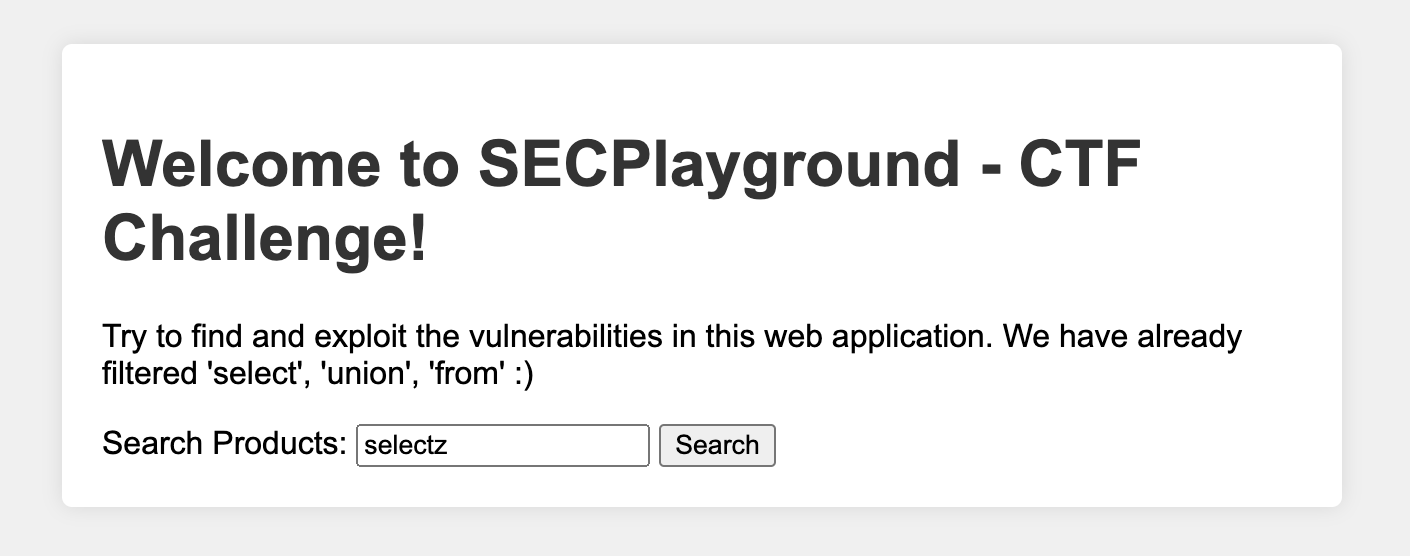 Welcome to SECPlayground - CTF
Challenge!
Try to find and exploit the vulnerabilities in this web application. We have already
filtered 'select', 'union', 'from' :)
Search Products: selectz Search